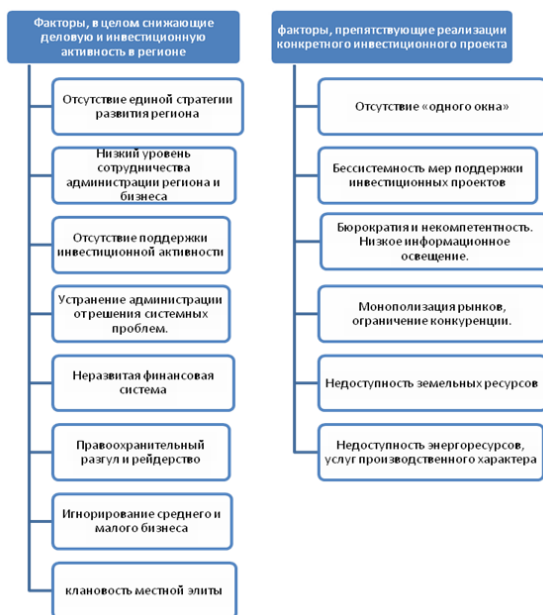 Факторы, в целом снижающие
деловую и инвестиционную
активность в регионе
Отсутствие единой стратегии
развития региона
Низкий уровень
сотрудничества
администрации региона и
бизнеса
Отсутствие поддержки
инвестиционной активности
Устранение администрации
от решения системных
проблем.
Неразвитая финансовая
система
Правоохранительный
разгул и рейдерство
Игнорирование среднего и
малого бизнеса
клановость местной элиты
факторы, препятствующие реализации
конкретного инвестиционного проекта
Отсутствие «одного окна»
Бессистемность мер поддержки
инвестиционных проектов
Бюрократия и некомпетентность.
Низкое информационное
освещение.
Монополизация рынков,
ограничение конкуренции.
Недоступность земельных ресурсов
Недоступность энергоресурсов,
услуг производственного характера